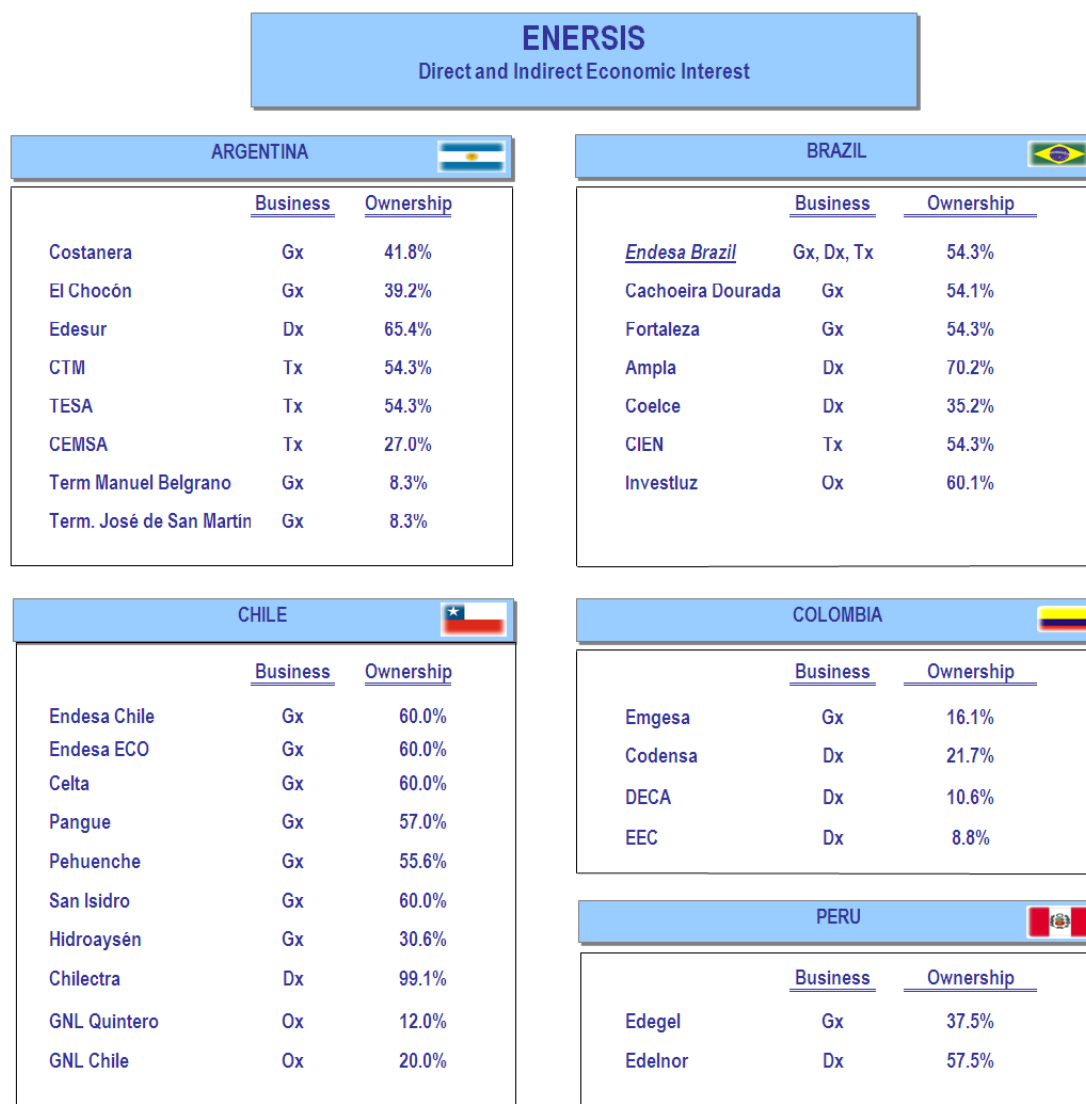 ENERSIS
Direct and Indirect Economic Interest
ARGENTINA
Business Ownership
Costanera Gx 41.8%
El Chocón Gx 39.2%
Edesur Dx 65.4%
CTM Tx 54.3%
TESA Tx 54.3%
CEMSA Tx 27.0%
Term Manuel Belgrano Gx 8.3%
Term. José de San Martín Gx 8.3%
BRAZIL
Business Ownership
Endesa Brazil Gx, Dx, Tx 54.3%
Cachoeira Dourada Gx 54.1%
Fortaleza Gx 54.3%
Ampla Dx 70.2%
Coelce Dx 35.2%
CIEN Tx 54.3%
Investluz Ox 60.1%
CHILE
Business Ownership
Endesa Chile Gx 60.0%
Endesa ECO Gx 60.0%
Celta Gx 60.0%
Pangue Gx 57.0%
Pehuenche Gx 55.6%
San Isidro Gx 60.0%
Hidroaysén Gx 30.6%
Chilectra Dx 99.1%
GNL Quintero Ox 12.0%
GNL Chile Ox 20.0%
COLOMBIA
Business Ownership
Emgesa Gx 16.1%
Codensa Dx 21.7%
DECA Dx 10.6%
EEC Dx 8.8%
PERU
Business Ownership
Edegel Gx 37.5%
Edelnor Dx 57.5%